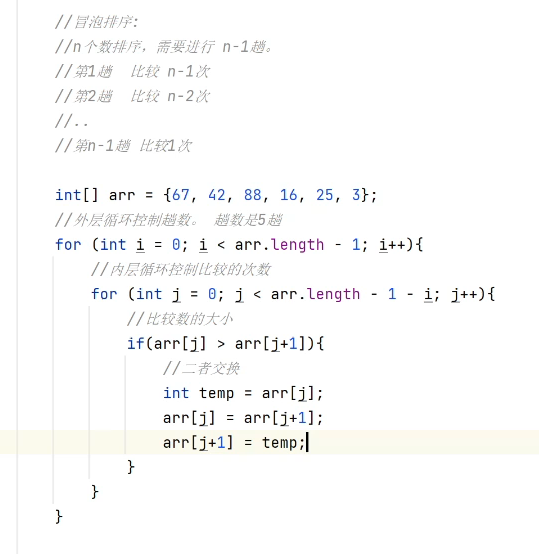 //冒泡排序:
//n个数排序，需要进行 n-1趟。
//第1趟  比较 n-1次
//第2趟  比较 n-2次
//..
//第n-1趟 比较1次
int[] arr = {67, 42, 88, 16, 25, 3};
//外层循环控制趟数。 趟数是5趟
for (int i = 0; i < arr.length - 1; i++){
//内层循环控制比较的次数
for (int j = 0; j < arr.length - 1 - i; j++){
//比较数的大小
if(arr[j] > arr[j+1]){
//二者交换
int temp = arr[j];
arr[j] = arr[j+1];
arr[j+1] = temp;
}
}
}